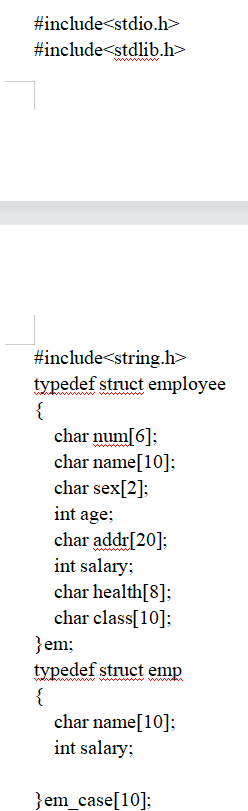 #include<stdio.h>
#include<stdlib.h>
#include<string.h>
typedef struct employee
{
char num[6];
char name[10];
char sex[2];
int age;
char addr[20];
int salary;
char health[8];
char class[10];
}em;
typedef struct emp
{
char name[10];
int salary;
}em_case[10];